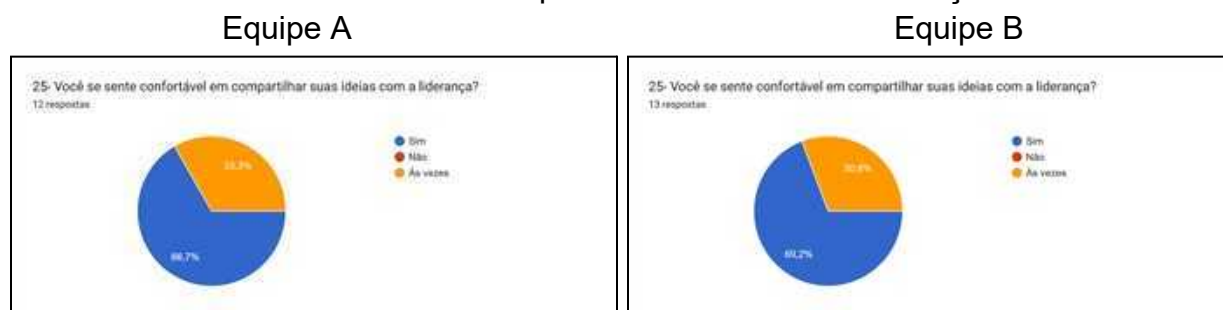 Equipe A
Equipe B
25- Você se sente confortável em compartilhar suas ideias com a liderança?
12 respostas
Sim
Não
Às vezes
33,3%
66,7%
25- Você se sente confortável em compartilhar suas ideias com a liderança?
13 respostas
Sim
Não
Às vezes
30,8%
69,2%